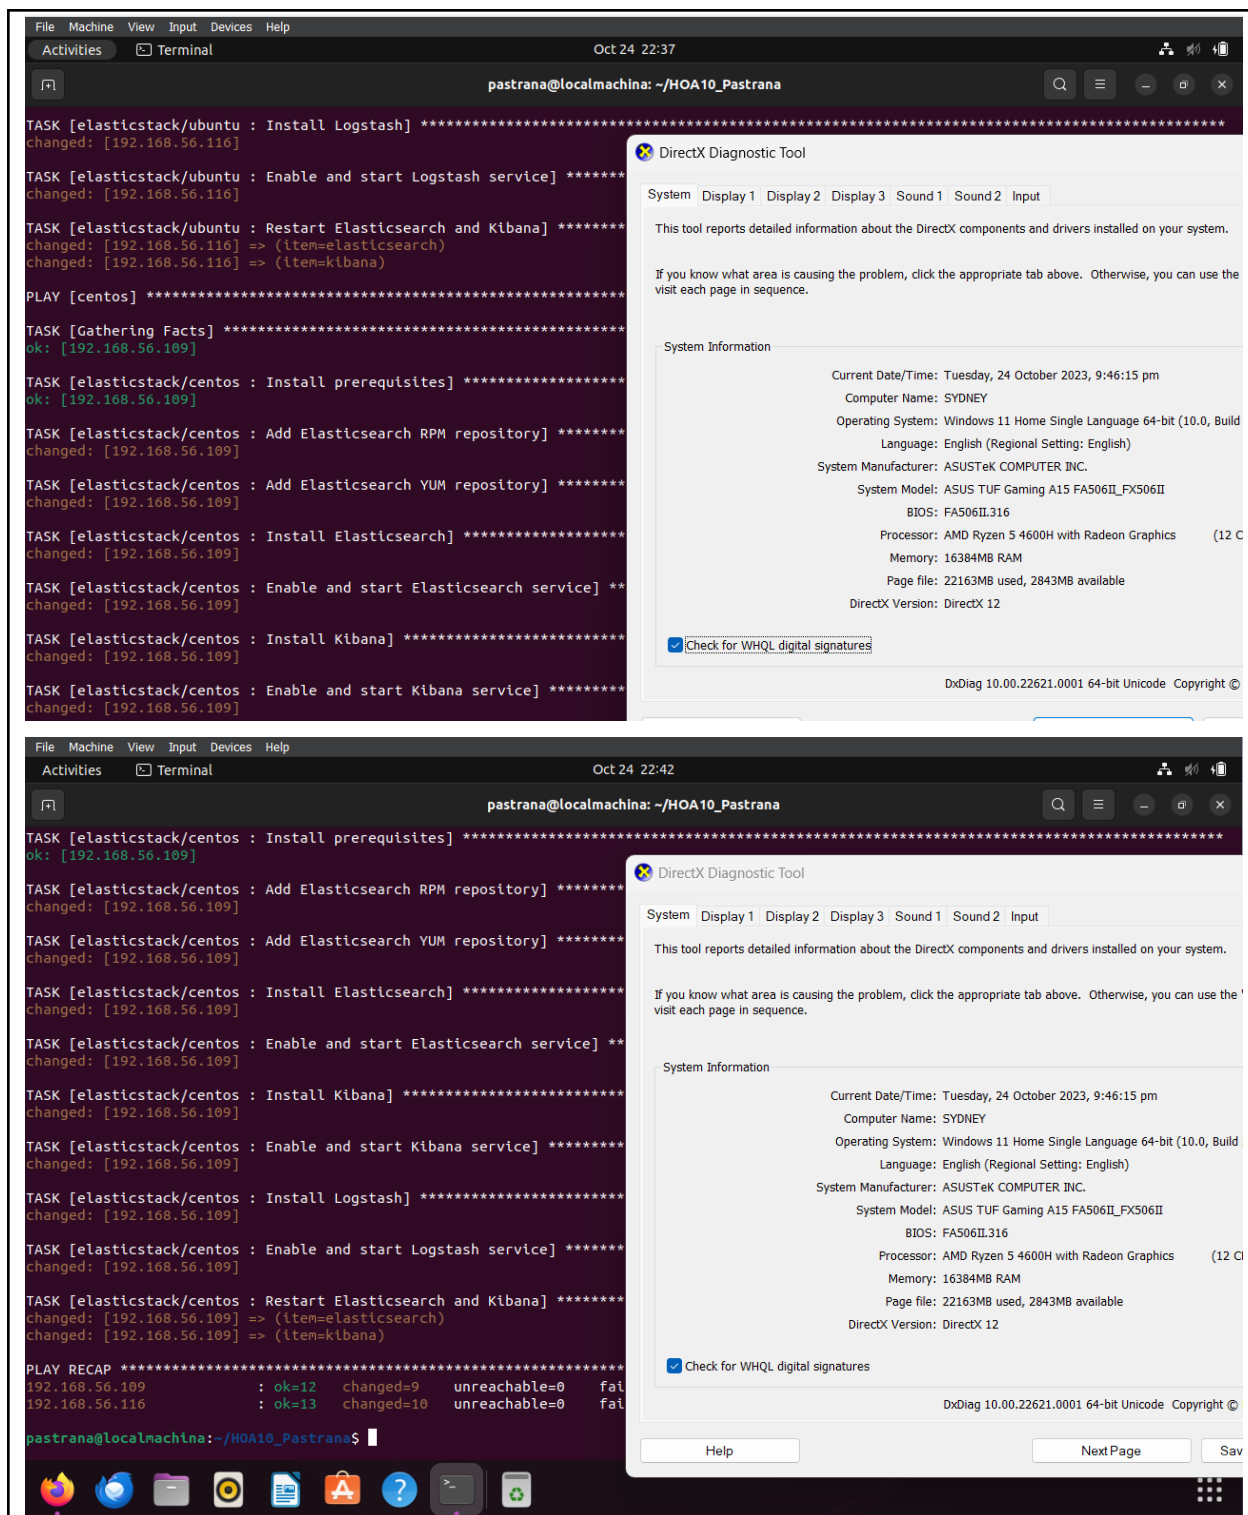 File Machine View Input Devices Help
Activities Terminal Oct 24 22:37
pastrana@localmachina: ~/HOA10_Pastrana
TASK [elasticstack/ubuntu : Install Logstash] **********************************************************************************************
changed: [192.168.56.116]
TASK [elasticstack/ubuntu : Enable and start Logstash service] *******
changed: [192.168.56.116]
TASK [elasticstack/ubuntu : Restart Elasticsearch and Kibana] ********
changed: [192.168.56.116] => (item=elasticsearch)
changed: [192.168.56.116] => (item=kibana)
PLAY [centos] ********************************************************
TASK [Gathering Facts] ***********************************************
ok: [192.168.56.109]
TASK [elasticstack/centos : Install prerequisites] *******************
ok: [192.168.56.109]
TASK [elasticstack/centos : Add Elasticsearch RPM repository] ********
changed: [192.168.56.109]
TASK [elasticstack/centos : Add Elasticsearch YUM repository] ********
changed: [192.168.56.109]
TASK [elasticstack/centos : Install Elasticsearch] *******************
changed: [192.168.56.109]
TASK [elasticstack/centos : Enable and start Elasticsearch service] **
changed: [192.168.56.109]
TASK [elasticstack/centos : Install Kibana] **************************
changed: [192.168.56.109]
TASK [elasticstack/centos : Enable and start Kibana service] *********
changed: [192.168.56.109]
DirectX Diagnostic Tool
System Display 1 Display 2 Display 3 Sound 1 Sound 2 Input
This tool reports detailed information about the DirectX components and drivers installed on your system.
If you know what area is causing the problem, click the appropriate tab above. Otherwise, you can use the
visit each page in sequence.
System Information
Current Date/Time: Tuesday, 24 October 2023, 9:46:15 pm
Computer Name: SYDNEY
Operating System: Windows 11 Home Single Language 64-bit (10.0, Build
Language: English (Regional Setting: English)
System Manufacturer: ASUSTeK COMPUTER INC.
System Model: ASUS TUF Gaming A15 FA506II_FX506II
BIOS: FA506II.316
Processor: AMD Ryzen 5 4600H with Radeon Graphics (12 C
Memory: 16384MB RAM
Page file: 22163MB used, 2843MB available
DirectX Version: DirectX 12
Check for WHQL digital signatures
DxDiag 10.00.22621.0001 64-bit Unicode Copyright ©
File Machine View Input Devices Help
Activities Terminal Oct 24 22:42
pastrana@localmachina: ~/HOA10_Pastrana
TASK [elasticstack/centos : Install prerequisites] *****************************************************************************************
ok: [192.168.56.109]
TASK [elasticstack/centos : Add Elasticsearch RPM repository] ********
changed: [192.168.56.109]
TASK [elasticstack/centos : Add Elasticsearch YUM repository] ********
changed: [192.168.56.109]
TASK [elasticstack/centos : Install Elasticsearch] *******************
changed: [192.168.56.109]
TASK [elasticstack/centos : Enable and start Elasticsearch service] **
changed: [192.168.56.109]
TASK [elasticstack/centos : Install Kibana] **************************
changed: [192.168.56.109]
TASK [elasticstack/centos : Enable and start Kibana service] *********
changed: [192.168.56.109]
TASK [elasticstack/centos : Install Logstash] ************************
changed: [192.168.56.109]
TASK [elasticstack/centos : Enable and start Logstash service] *******
changed: [192.168.56.109]
TASK [elasticstack/centos : Restart Elasticsearch and Kibana] ********
changed: [192.168.56.109] => (item=elasticsearch)
changed: [192.168.56.109] => (item=kibana)
PLAY RECAP ***********************************************************
192.168.56.109 : ok=12 changed=9 unreachable=0 fai
192.168.56.116 : ok=13 changed=10 unreachable=0 fai
pastrana@localmachina:~/HOA10_Pastrana$
DirectX Diagnostic Tool
System Display 1 Display 2 Display 3 Sound 1 Sound 2 Input
This tool reports detailed information about the DirectX components and drivers installed on your system.
If you know what area is causing the problem, click the appropriate tab above. Otherwise, you can use the "
visit each page in sequence.
System Information
Current Date/Time: Tuesday, 24 October 2023, 9:46:15 pm
Computer Name: SYDNEY
Operating System: Windows 11 Home Single Language 64-bit (10.0, Build
Language: English (Regional Setting: English)
System Manufacturer: ASUSTeK COMPUTER INC.
System Model: ASUS TUF Gaming A15 FA506II_FX506II
BIOS: FA506II.316
Processor: AMD Ryzen 5 4600H with Radeon Graphics (12 C
Memory: 16384MB RAM
Page file: 22163MB used, 2843MB available
DirectX Version: DirectX 12
Check for WHQL digital signatures
DxDiag 10.00.22621.0001 64-bit Unicode Copyright ©
Help Next Page Sav